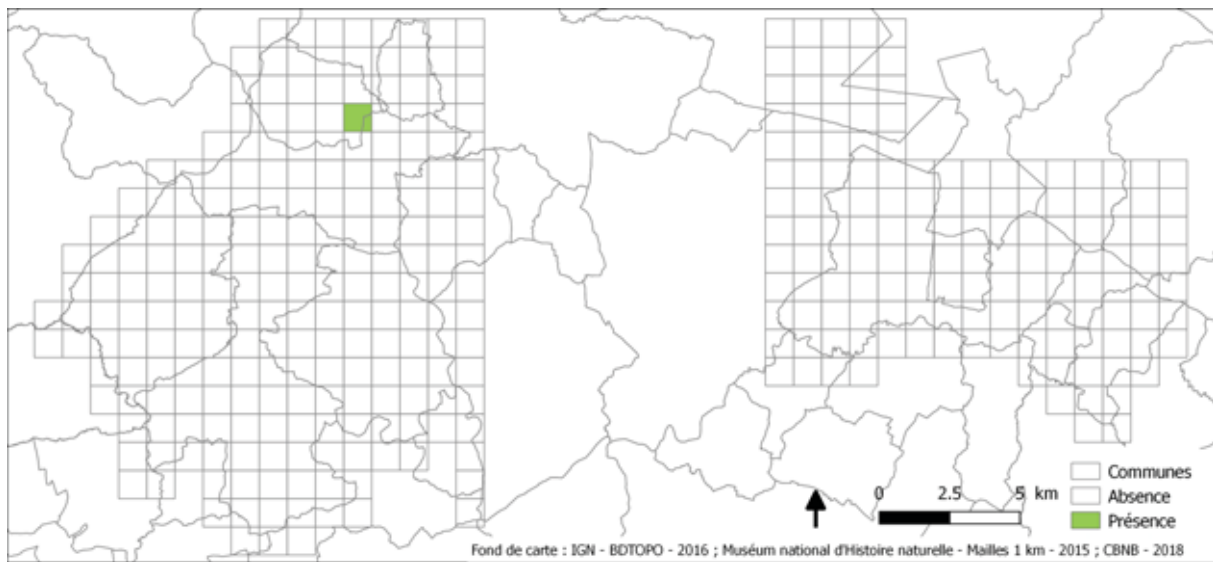 Communes
Absence
Présence
0 2.5 5 km
Fond de carte : IGN - BDTOPO - 2016 ; Muséum national d'Histoire naturelle - Mailles 1 km - 2015 ; CBNB - 2018